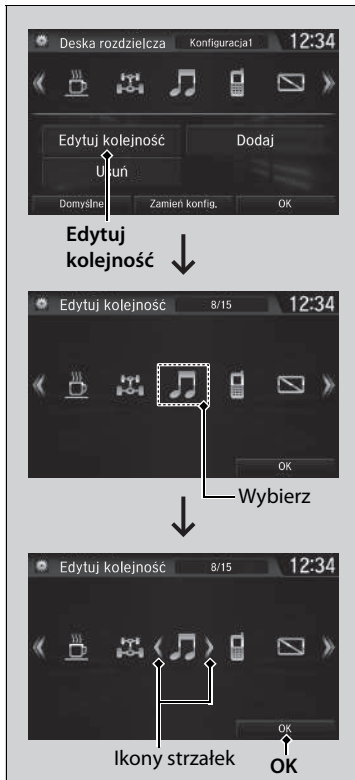 Deska rozdzielcza Konfiguracja1 12:34
Edytuj kolejność Dodaj
Usuń
Domyślne Zamień konfig. OK
Edytuj
kolejność
Edytuj kolejność 8/15 12:34
OK
Wybierz
Edytuj kolejność 8/15 12:34
OK
Ikony strzałek OK